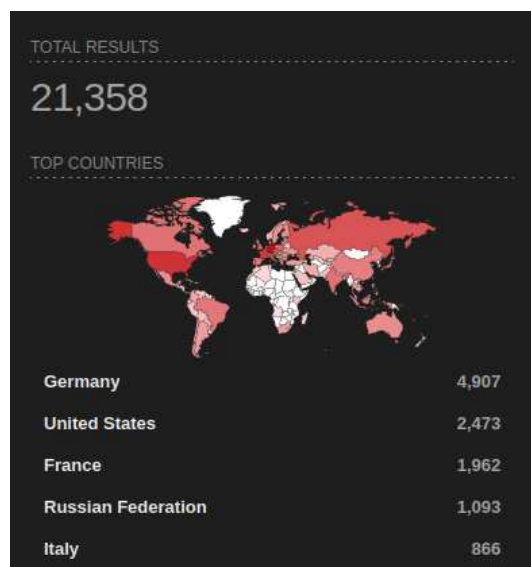 TOTAL RESULTS
21,358
TOP COUNTRIES
Germany 4,907
United States 2,473
France 1,962
Russian Federation 1,093
Italy 866